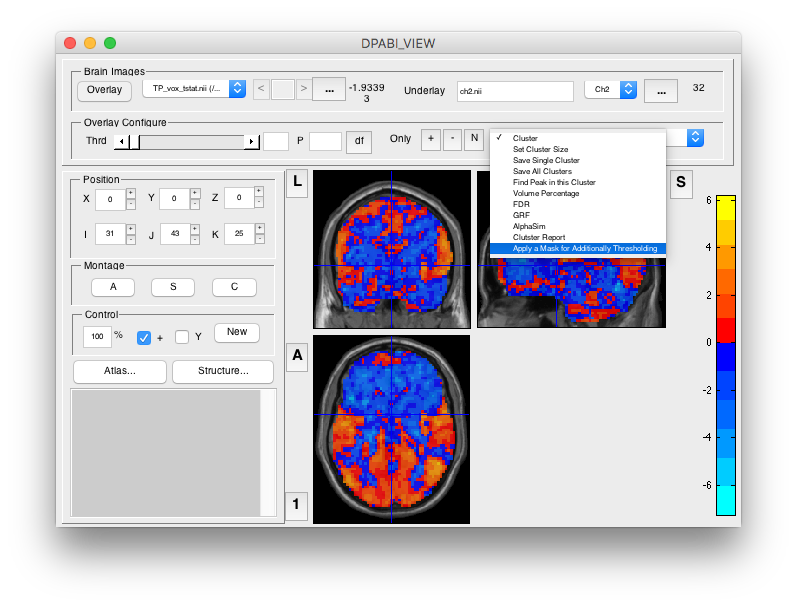 DPABI_VIEW
Brain Images
Overlay TP_vox_tstat.nii (/... < > ... -1.9339
3 Underlay ch2.nii Ch2 ... 32
Overlay Configure
Thrd P df Only + - N
✓ Cluster
Set Cluster Size
Save Single Cluster
Save All Clusters
Find Peak in this Cluster
Volume Percentage
FDR
GRF
AlphaSim
Clutster Report
Apply a Mask for Additionally Thresholding
Position
X 0 + - Y 0 + - Z 0 + -
I 31 + - J 43 + - K 25 + -
Montage
A S C
Control
100 % + Y New
Atlas... Structure...
L
S
A
1
6
4
2
0
-2
-4
-6